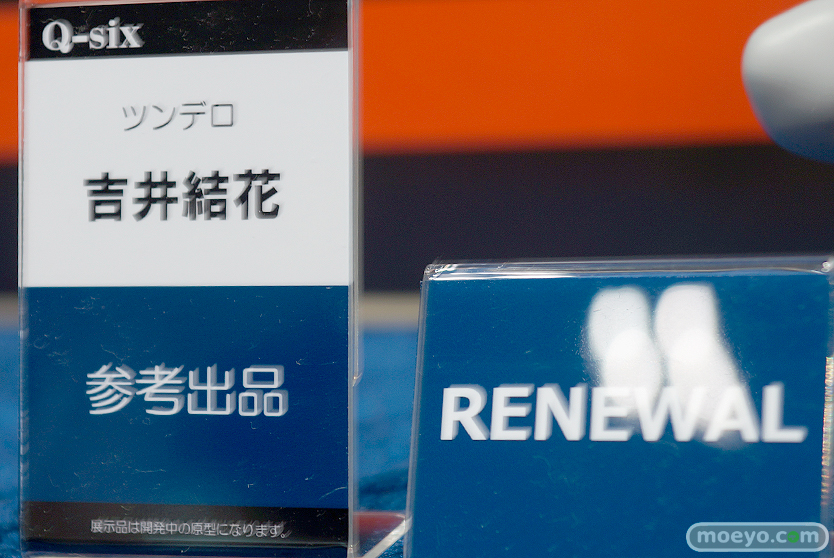 Q-six
ツンデロ
吉井結花
参考出品
展示品は開発中の原型になります。
RENEWAL
moeyo.com